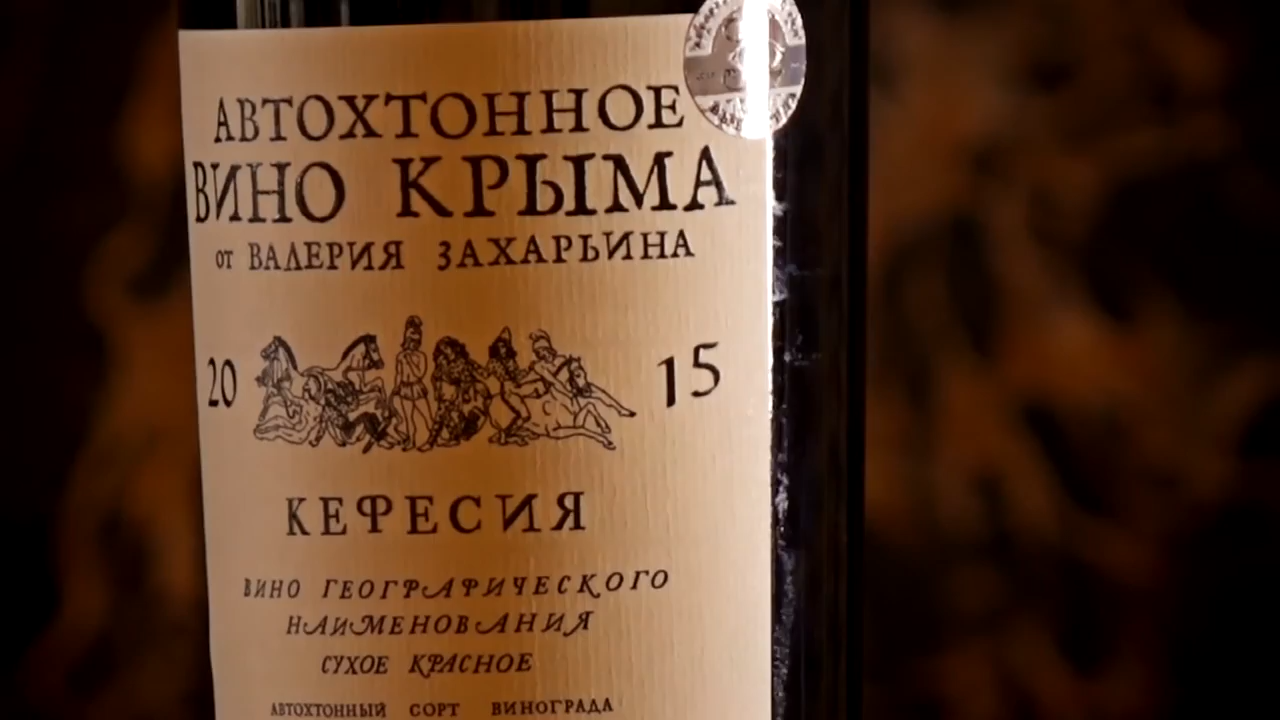 АВТОХТОННОЕ
ВИНО КРЫМА
от ВАЛЕРИЯ ЗАХАРЬИНА
20 15
КЕФЕСИЯ
ВИНО ГЕОГРАФИЧЕСКОГО
НАИМЕНОВАНИЯ
СУХОЕ КРАСНОЕ
АВТОХТОННЫЙ СОРТ ВИНОГРАДА